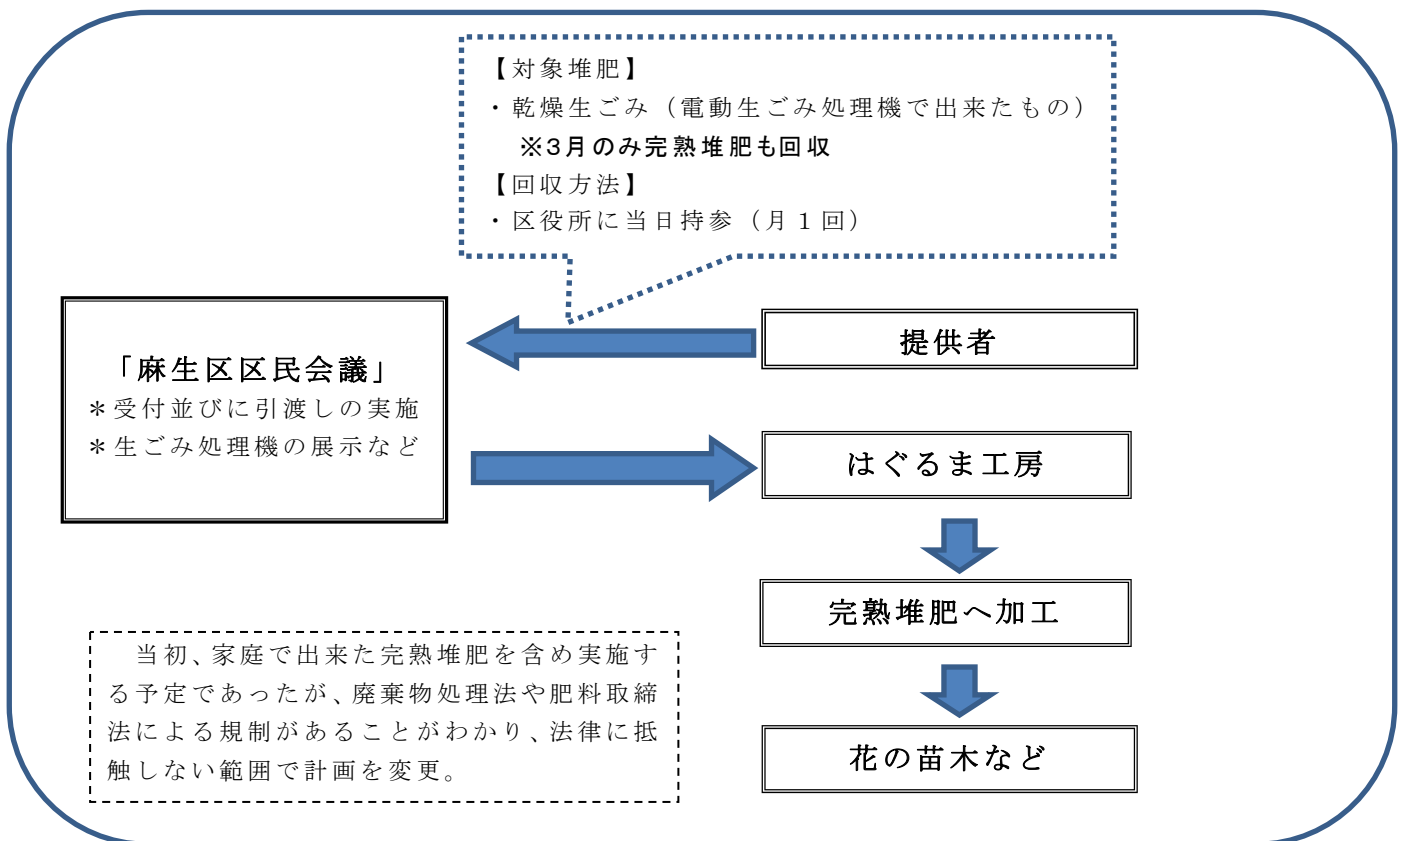 【対象堆肥】
・乾燥生ごみ（電動生ごみ処理機で出来たもの）
※3月のみ完熟堆肥も回収
【回収方法】
・区役所に当日持参（月１回）
「麻生区区民会議」
＊受付並びに引渡しの実施
＊生ごみ処理機の展示など
提供者
はぐるま工房
完熟堆肥へ加工
花の苗木など
当初、家庭で出来た完熟堆肥を含め実施す
る予定であったが、廃棄物処理法や肥料取締
法による規制があることがわかり、法律に抵
触しない範囲で計画を変更。